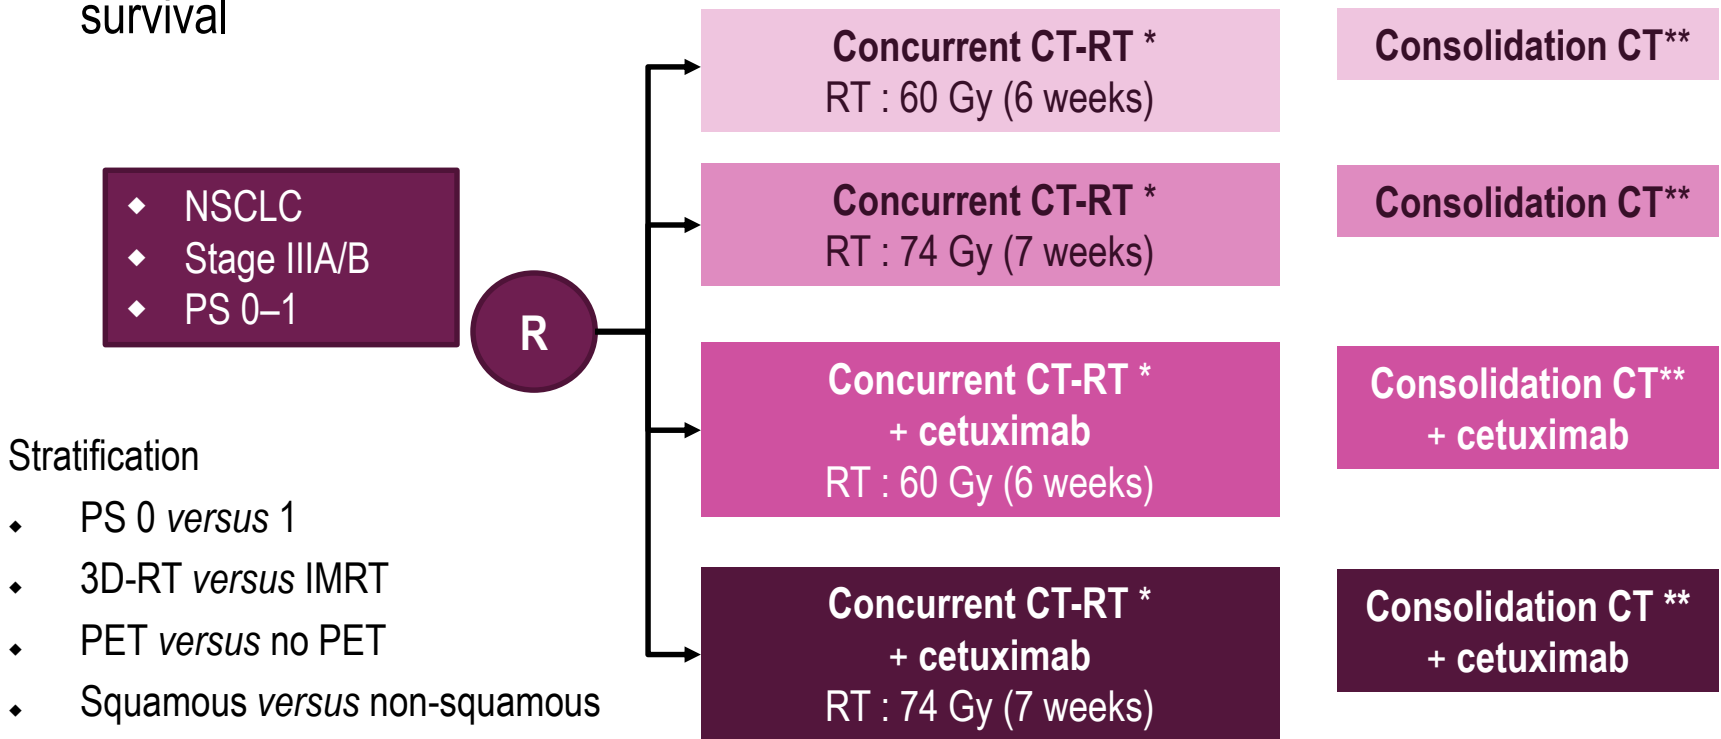 survival
◆ NSCLC
◆ Stage IIIA/B
◆ PS 0–1
R
Concurrent CT-RT *
RT : 60 Gy (6 weeks)
Consolidation CT**
Concurrent CT-RT *
RT : 74 Gy (7 weeks)
Consolidation CT**
Concurrent CT-RT *
+ cetuximab
RT : 60 Gy (6 weeks)
Consolidation CT**
+ cetuximab
Concurrent CT-RT *
+ cetuximab
RT : 74 Gy (7 weeks)
Consolidation CT **
+ cetuximab
Stratification
◆ PS 0 versus 1
◆ 3D-RT versus IMRT
◆ PET versus no PET
◆ Squamous versus non-squamous